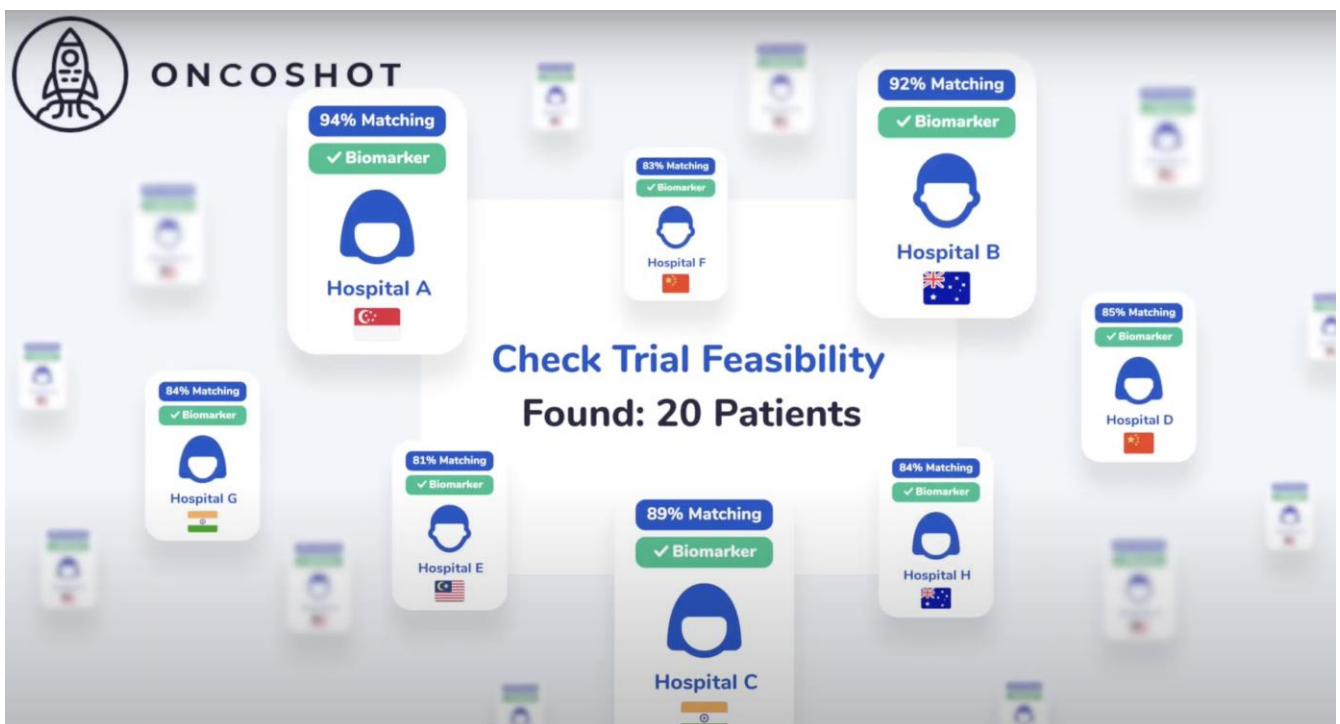 ONCOSHOT
94% Matching
✓ Biomarker
Hospital A
83% Matching
✓ Biomarker
Hospital F
92% Matching
✓ Biomarker
Hospital B
85% Matching
✓ Biomarker
Hospital D
Check Trial Feasibility
Found: 20 Patients
84% Matching
✓ Biomarker
Hospital G
81% Matching
✓ Biomarker
Hospital E
89% Matching
✓ Biomarker
Hospital C
84% Matching
✓ Biomarker
Hospital H